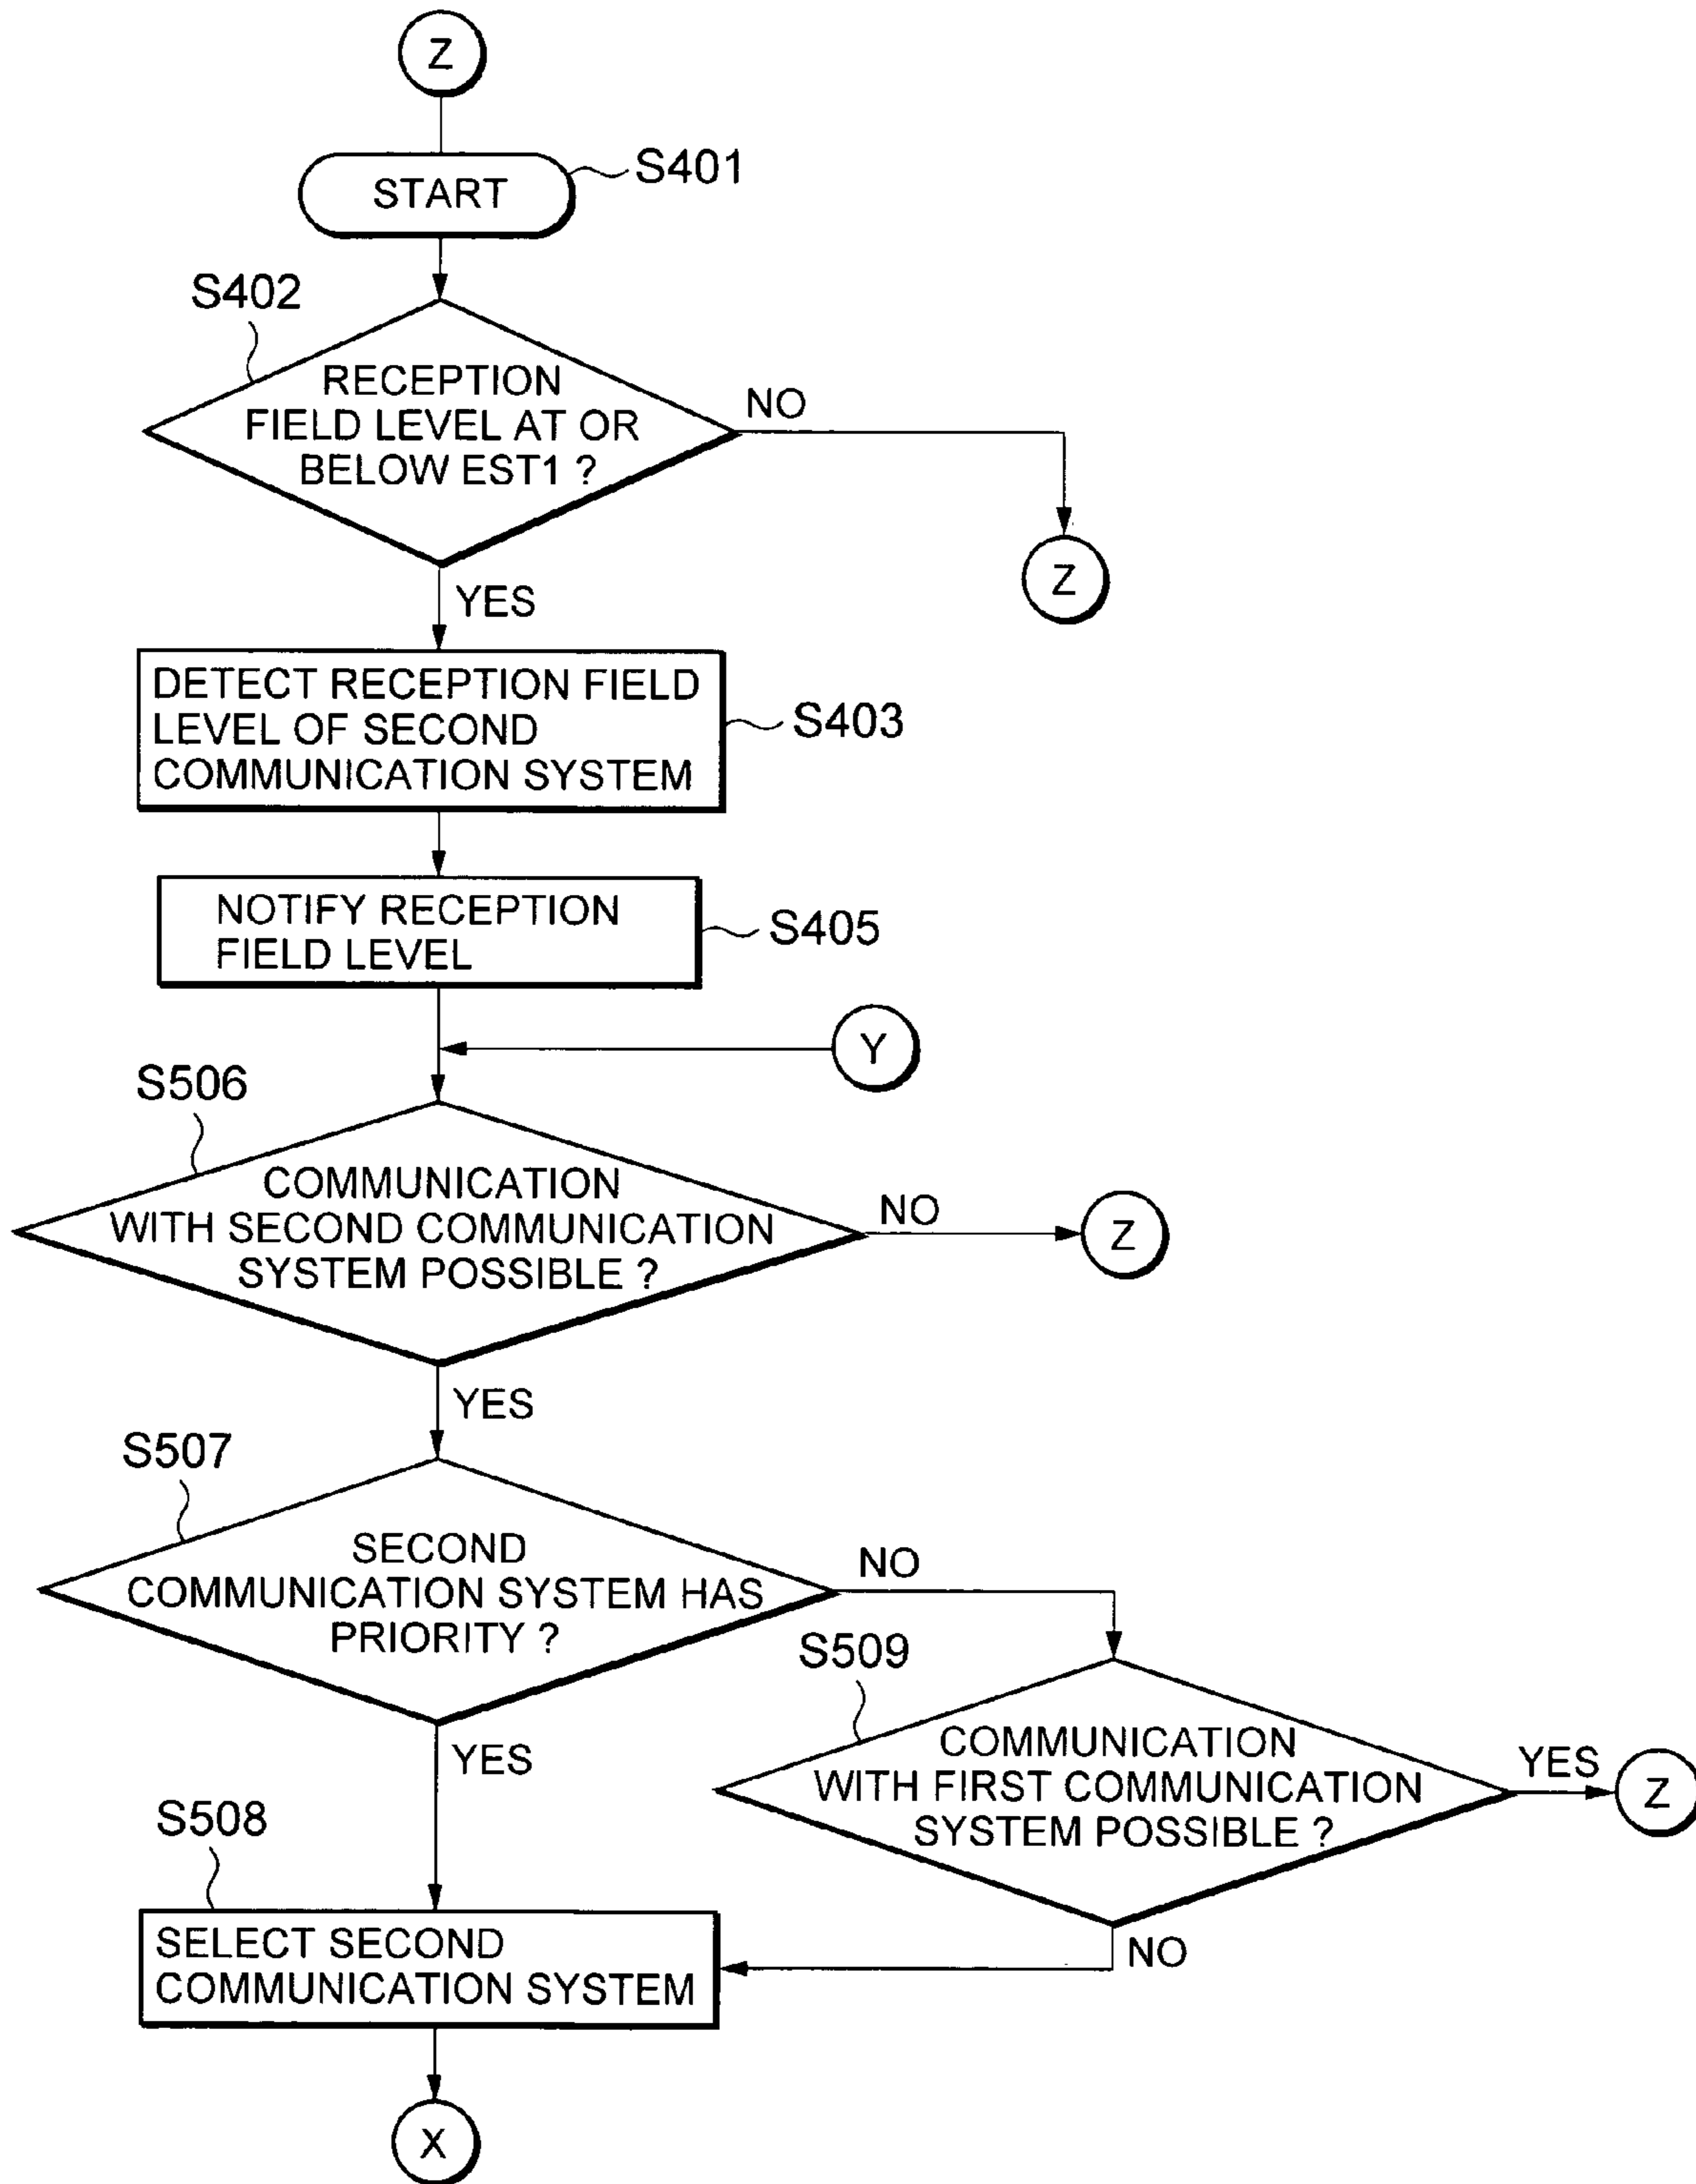 Z
START
S401
S402
RECEPTION
FIELD LEVEL AT OR
BELOW EST1 ?
NO
Z
YES
DETECT RECEPTION FIELD
LEVEL OF SECOND
COMMUNICATION SYSTEM
S403
NOTIFY RECEPTION
FIELD LEVEL
S405
Y
S506
COMMUNICATION
WITH SECOND COMMUNICATION
SYSTEM POSSIBLE ?
NO
Z
YES
S507
SECOND
COMMUNICATION SYSTEM HAS
PRIORITY ?
NO
YES
S509
COMMUNICATION
WITH FIRST COMMUNICATION
SYSTEM POSSIBLE ?
YES
Z
NO
S508
SELECT SECOND
COMMUNICATION SYSTEM
X